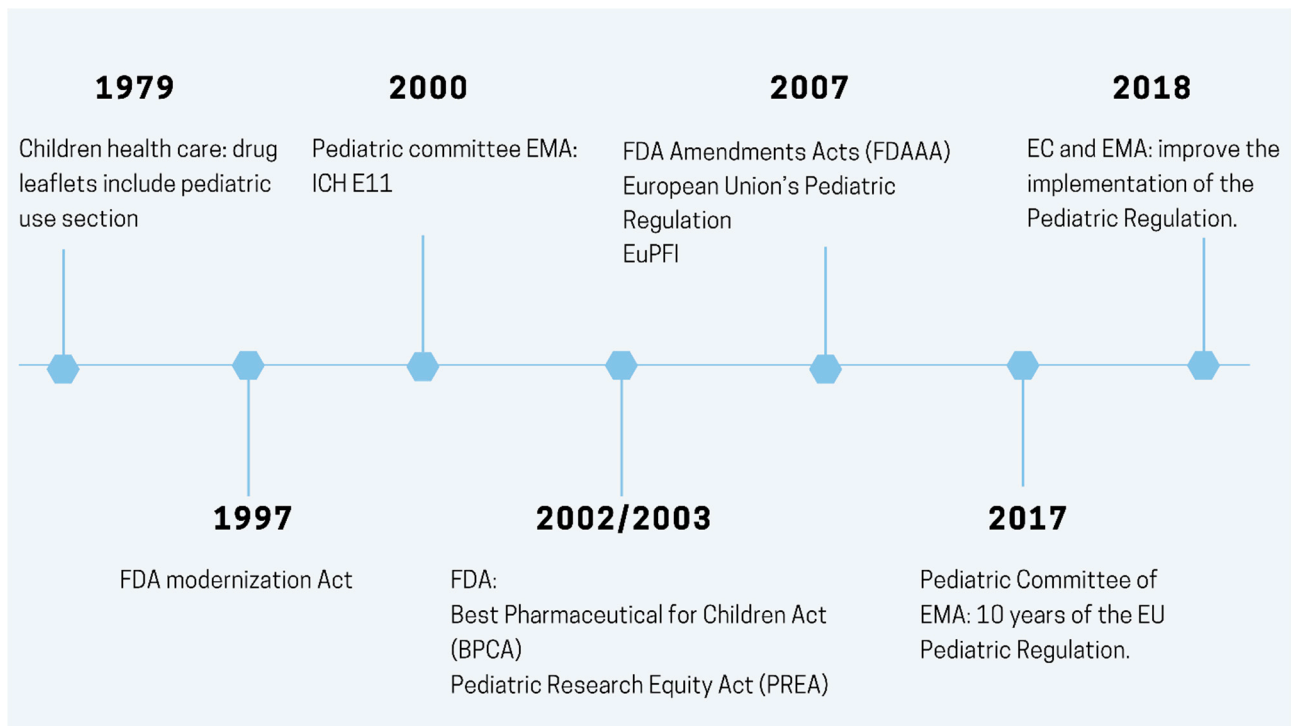 1979
Children health care: drug
leaflets include pediatric
use section
2000
Pediatric committee EMA:
ICH E11
2007
FDA Amendments Acts (FDAAA)
European Union's Pediatric
Regulation
EuPFI
2018
EC and EMA: improve the
implementation of the
Pediatric Regulation.
1997
FDA modernization Act
2002/2003
FDA:
Best Pharmaceutical for Children Act
(BPCA)
Pediatric Research Equity Act (PREA)
2017
Pediatric Committee of
EMA: 10 years of the EU
Pediatric Regulation.